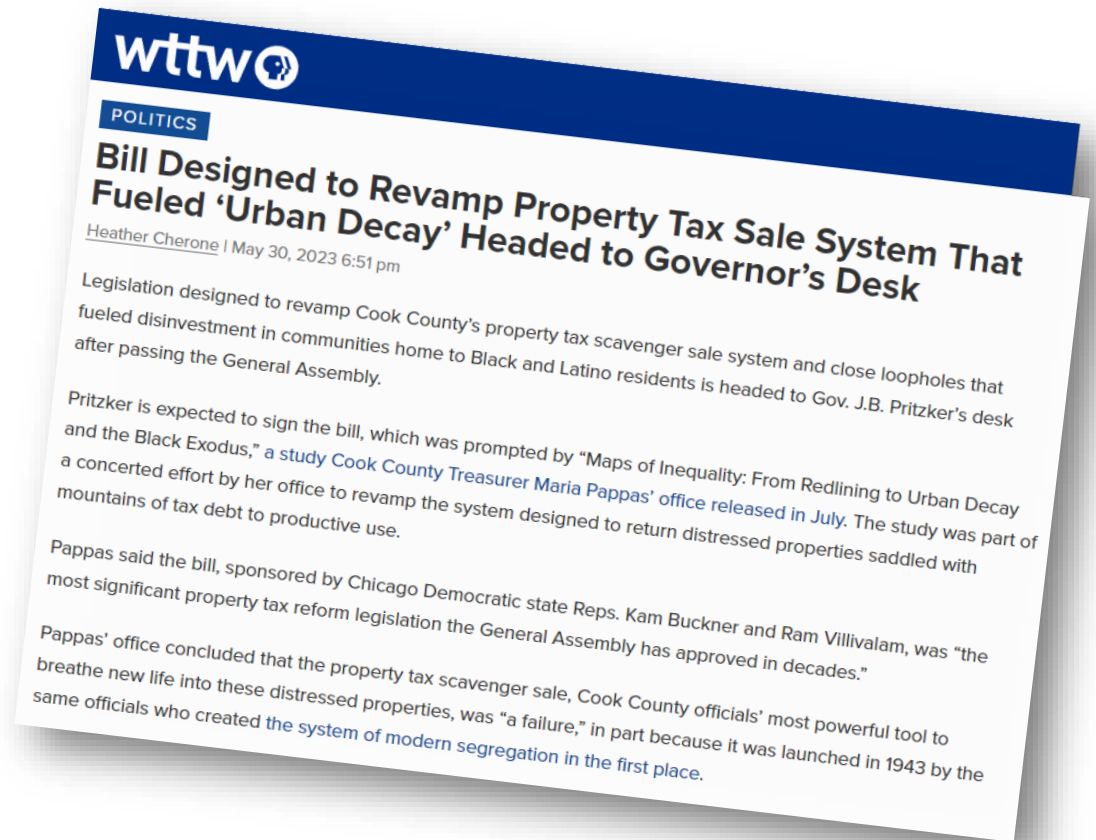 wttw
POLITICS
Bill Designed to Revamp Property Tax Sale System That
Fueled ‘Urban Decay’ Headed to Governor’s Desk
Heather Cherone | May 30, 2023 6:51 pm
Legislation designed to revamp Cook County’s property tax scavenger sale system and close loopholes that
fueled disinvestment in communities home to Black and Latino residents is headed to Gov. J.B. Pritzker’s desk
after passing the General Assembly.
Pritzker is expected to sign the bill, which was prompted by “Maps of Inequality: From Redlining to Urban Decay
and the Black Exodus,” a study Cook County Treasurer Maria Pappas’ office released in July. The study was part of
a concerted effort by her office to revamp the system designed to return distressed properties saddled with
mountains of tax debt to productive use.
Pappas said the bill, sponsored by Chicago Democratic state Reps. Kam Buckner and Ram Villivalam, was “the
most significant property tax reform legislation the General Assembly has approved in decades.”
Pappas’ office concluded that the property tax scavenger sale, Cook County officials’ most powerful tool to
breathe new life into these distressed properties, was “a failure,” in part because it was launched in 1943 by the
same officials who created the system of modern segregation in the first place.